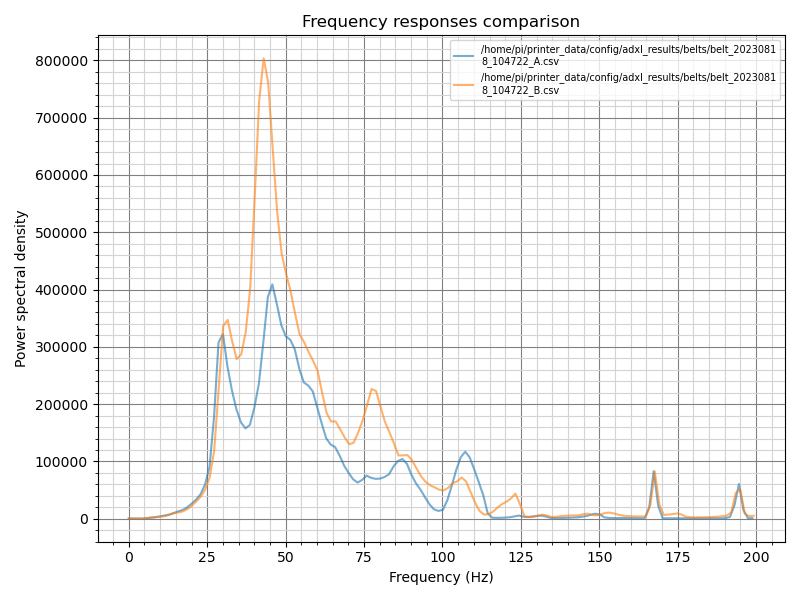 Frequency responses comparison
/home/pi/printer_data/config/adxl_results/belts/belt_2023081
8_104722_A.csv
/home/pi/printer_data/config/adxl_results/belts/belt_2023081
8_104722_B.csv
Power spectral density
800000
700000
600000
500000
400000
300000
200000
100000
0
0 25 50 75 100 125 150 175 200
Frequency (Hz)